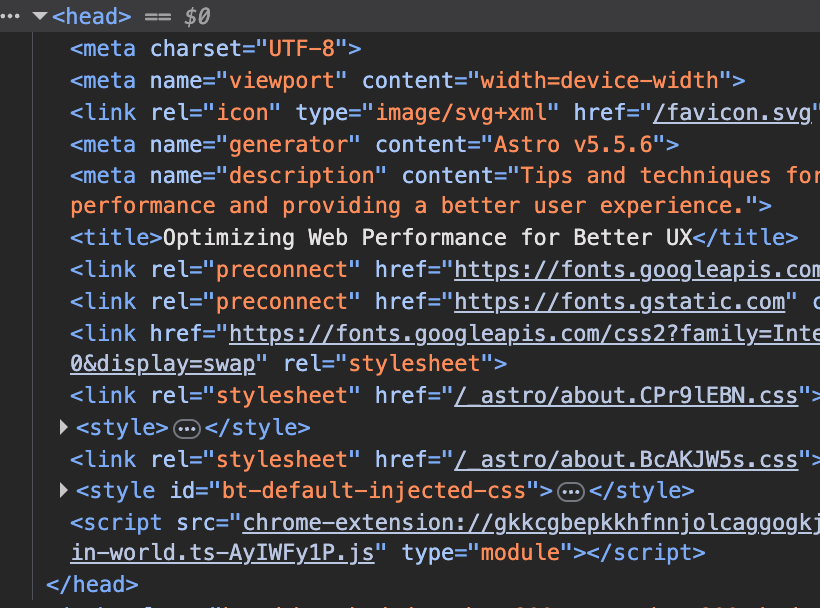 ••• ▼<head> == $0
<meta charset="UTF-8">
<meta name="viewport" content="width=device-width">
<link rel="icon" type="image/svg+xml" href="/favicon.svg"
<meta name="generator" content="Astro v5.5.6">
<meta name="description" content="Tips and techniques for
performance and providing a better user experience.">
<title>Optimizing Web Performance for Better UX</title>
<link rel="preconnect" href="https://fonts.googleapis.com
<link rel="preconnect" href="https://fonts.gstatic.com" c
<link href="https://fonts.googleapis.com/css2?family=Inte
0&display=swap" rel="stylesheet">
<link rel="stylesheet" href="/_astro/about.CPr9lEBN.css">
▶<style>•••</style>
<link rel="stylesheet" href="/_astro/about.BcAKJW5s.css">
▶<style id="bt-default-injected-css">•••</style>
<script src="chrome-extension://gkkcgbepkkhfnnjolcaggogkj
in-world.ts-AyIWFy1P.js" type="module"></script>
</head>